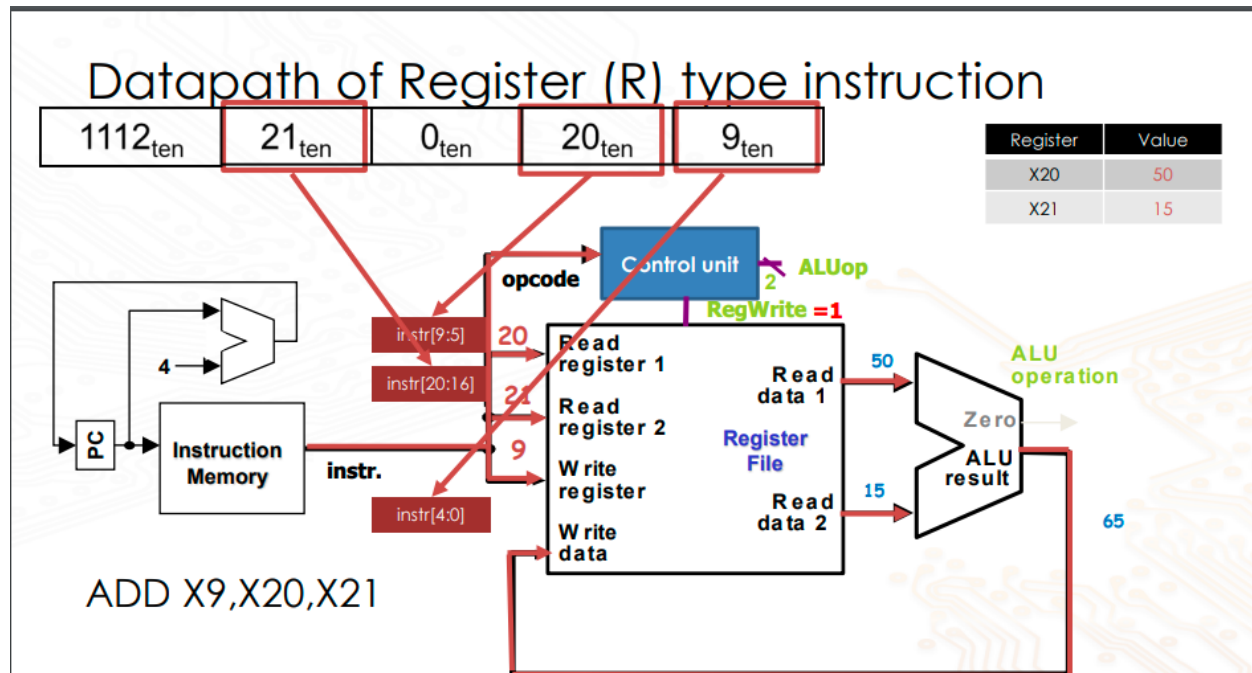 Datapath of Register (R) type instruction
1112ten 21ten 0ten 20ten 9ten
Register Value
X20 50
X21 15
opcode
Control unit
ALUop
2
RegWrite =1
instr[9:5]
20
Read register 1
instr[20:16]
21
Read register 2
9
Write register
instr[4:0]
Write data
Read data 1
50
Register File
Read data 2
15
ALU operation
Zero
ALU result
65
4
PC
Instruction Memory
instr.
ADD X9,X20,X21